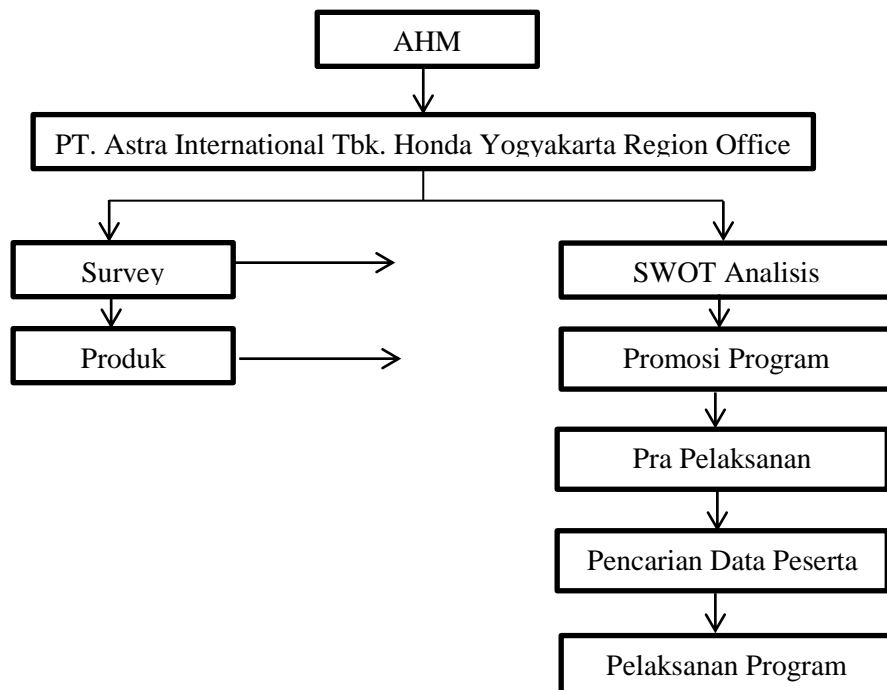 AHM
PT. Astra International Tbk. Honda Yogyakarta Region Office
Survey
SWOT Analisis
Produk
Promosi Program
Pra Pelaksanan
Pencarian Data Peserta
Pelaksanan Program